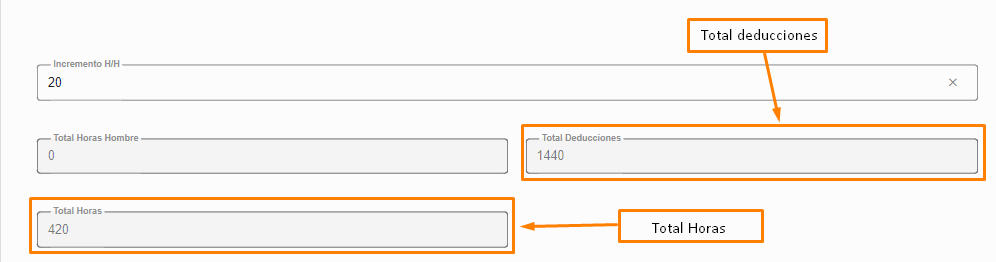 Total deducciones
Incremento H/H
20
Total Horas Hombre
0
Total Deducciones
1440
Total Horas
420
Total Horas